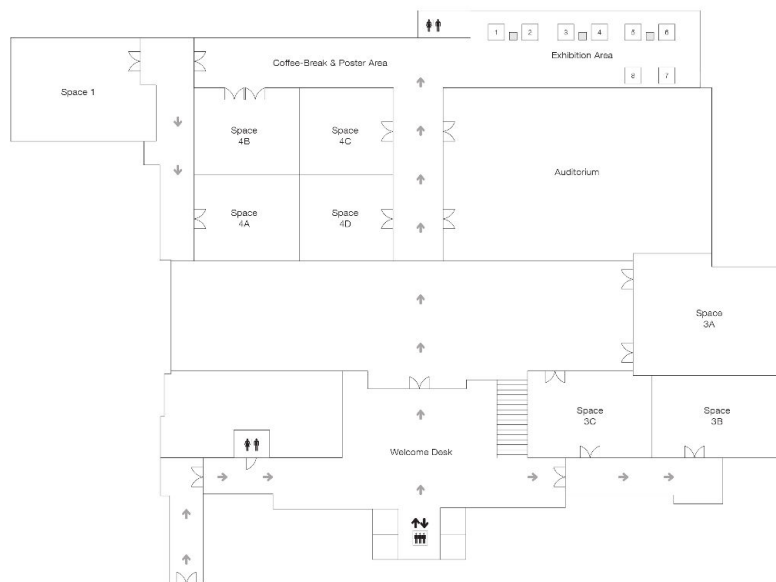 1
2
3
4
5
6
Coffee-Break & Poster Area
Exhibition Area
8
7
Space 1
Space
4B
Space
4C
Auditorium
Space
4A
Space
4D
Space
3A
Space
3C
Space
3B
Welcome Desk